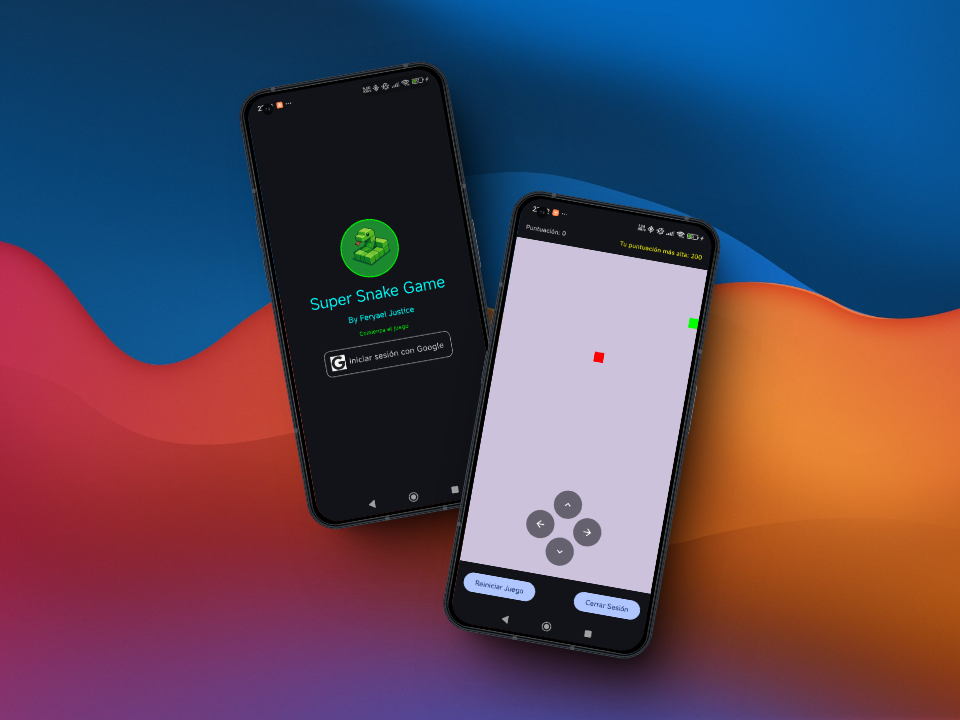 Super Snake Game
By Feryael Justice
Comienza el juego
G iniciar sesión con Google
Puntuación: 0
Tu puntuación más alta: 200
Reiniciar Juego
Cerrar Sesión